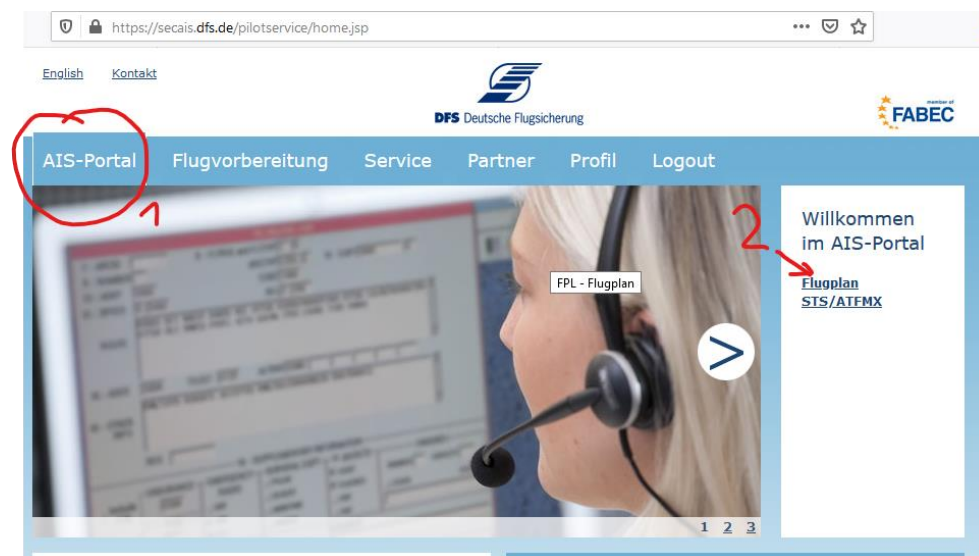 https://secais.dfs.de/pilotservice/home.jsp
English Kontakt
DFS Deutsche Flugsicherung
member of
FABEC
AIS-Portal Flugvorbereitung Service Partner Profil Logout
1
2
Willkommen
im AIS-Portal
FPL - Flugplan
Flugplan
STS/ATFMX
>
1 2 3